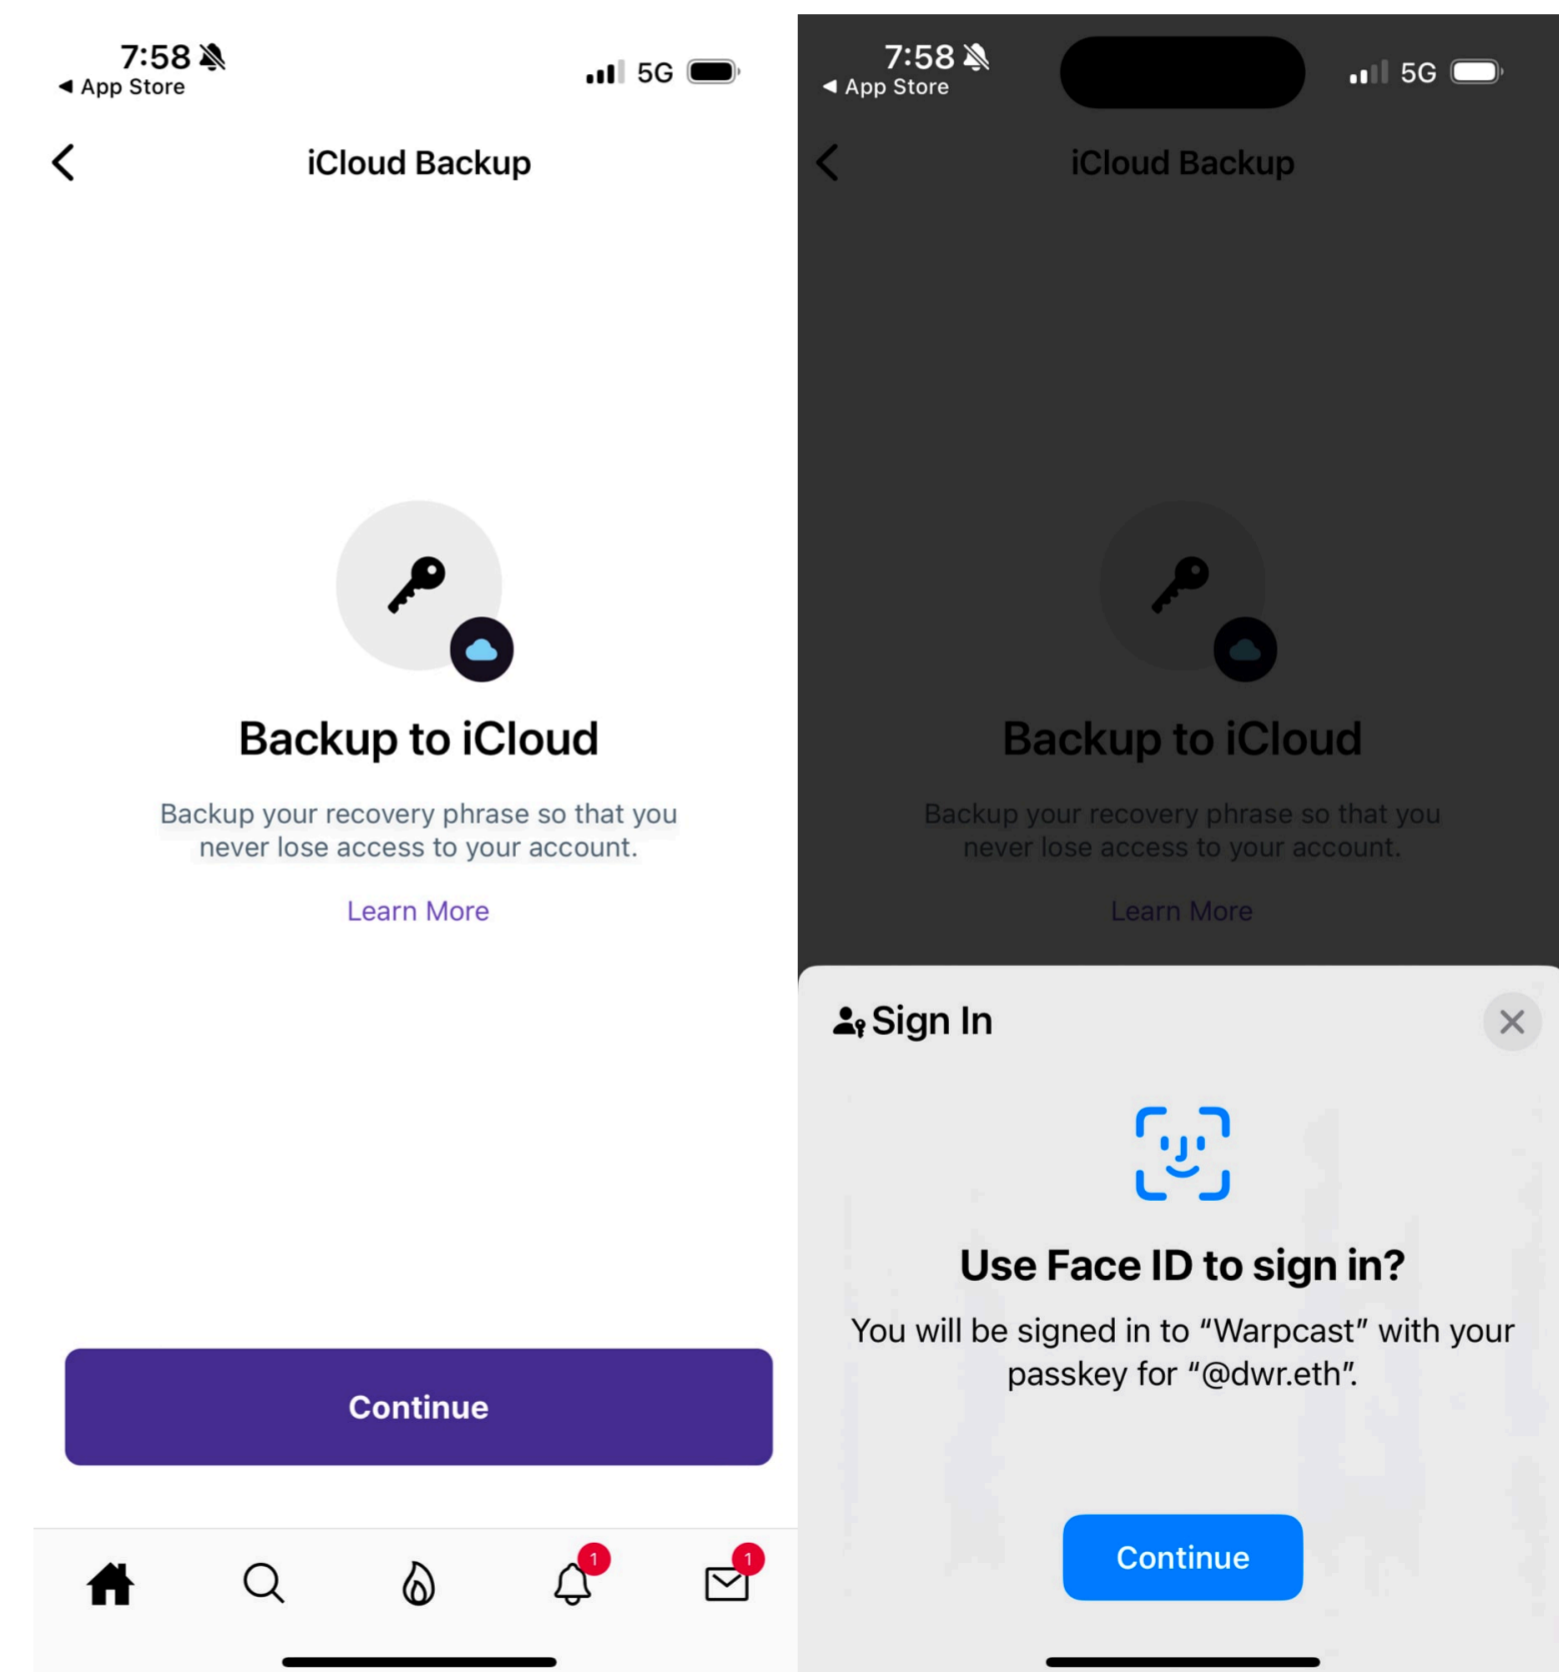 7:58
◀ App Store
5G
iCloud Backup
Backup to iCloud
Backup your recovery phrase so that you
never lose access to your account.
Learn More
Continue
1
1
7:58
◀ App Store
5G
iCloud Backup
Backup to iCloud
Backup your recovery phrase so that you
never lose access to your account.
Learn More
Sign In
Use Face ID to sign in?
You will be signed in to “Warpcast” with your
passkey for “@dwr.eth”.
Continue